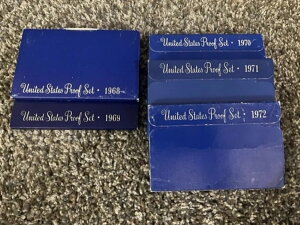 United States Proof Set · 1968
United States Proof Set · 1969
United States Proof Set · 1970
United States Proof Set · 1971
United States Proof Set · 1972